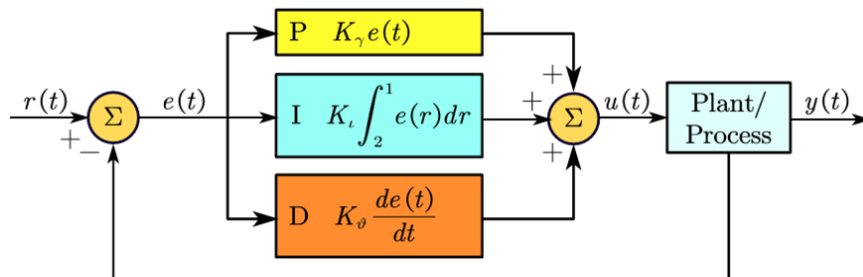 P K_γ e(t)
r(t) Σ e(t) I K_ι ∫_2^1 e(r)dr Σ u(t) Plant/ Process y(t)
+ − + + +
D K_ϑ de(t)/dt